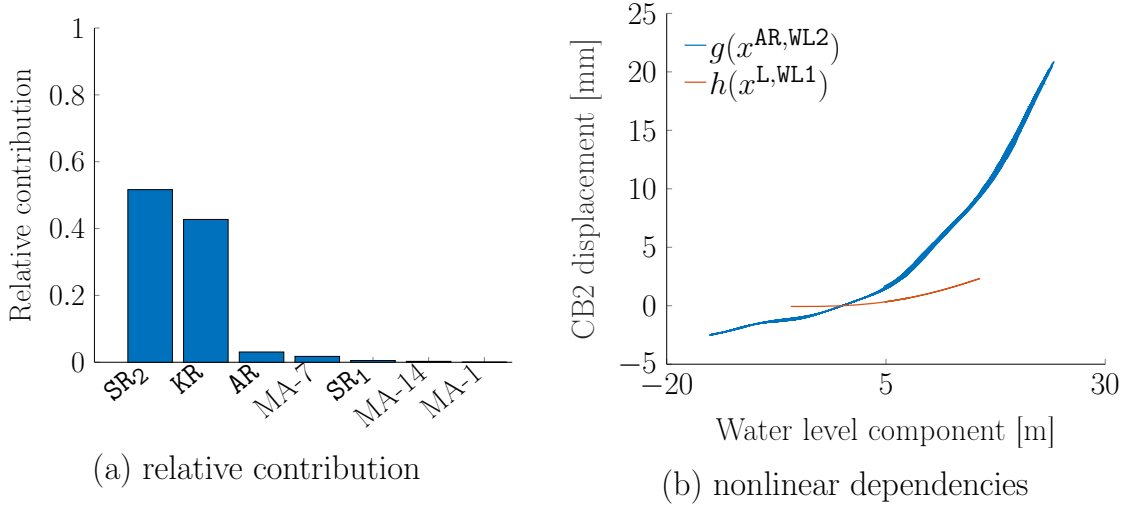 1
0.8
0.6
0.4
0.2
0
Relative contribution
SR₂
KR
AR
MA-7
SR₁
MA-14
MA-1
(a) relative contribution
25
20
15
10
5
0
−5
CB2 displacement [mm]
g(x^AR,WL2)
h(x^L,WL1)
−20 5 30
Water level component [m]
(b) nonlinear dependencies